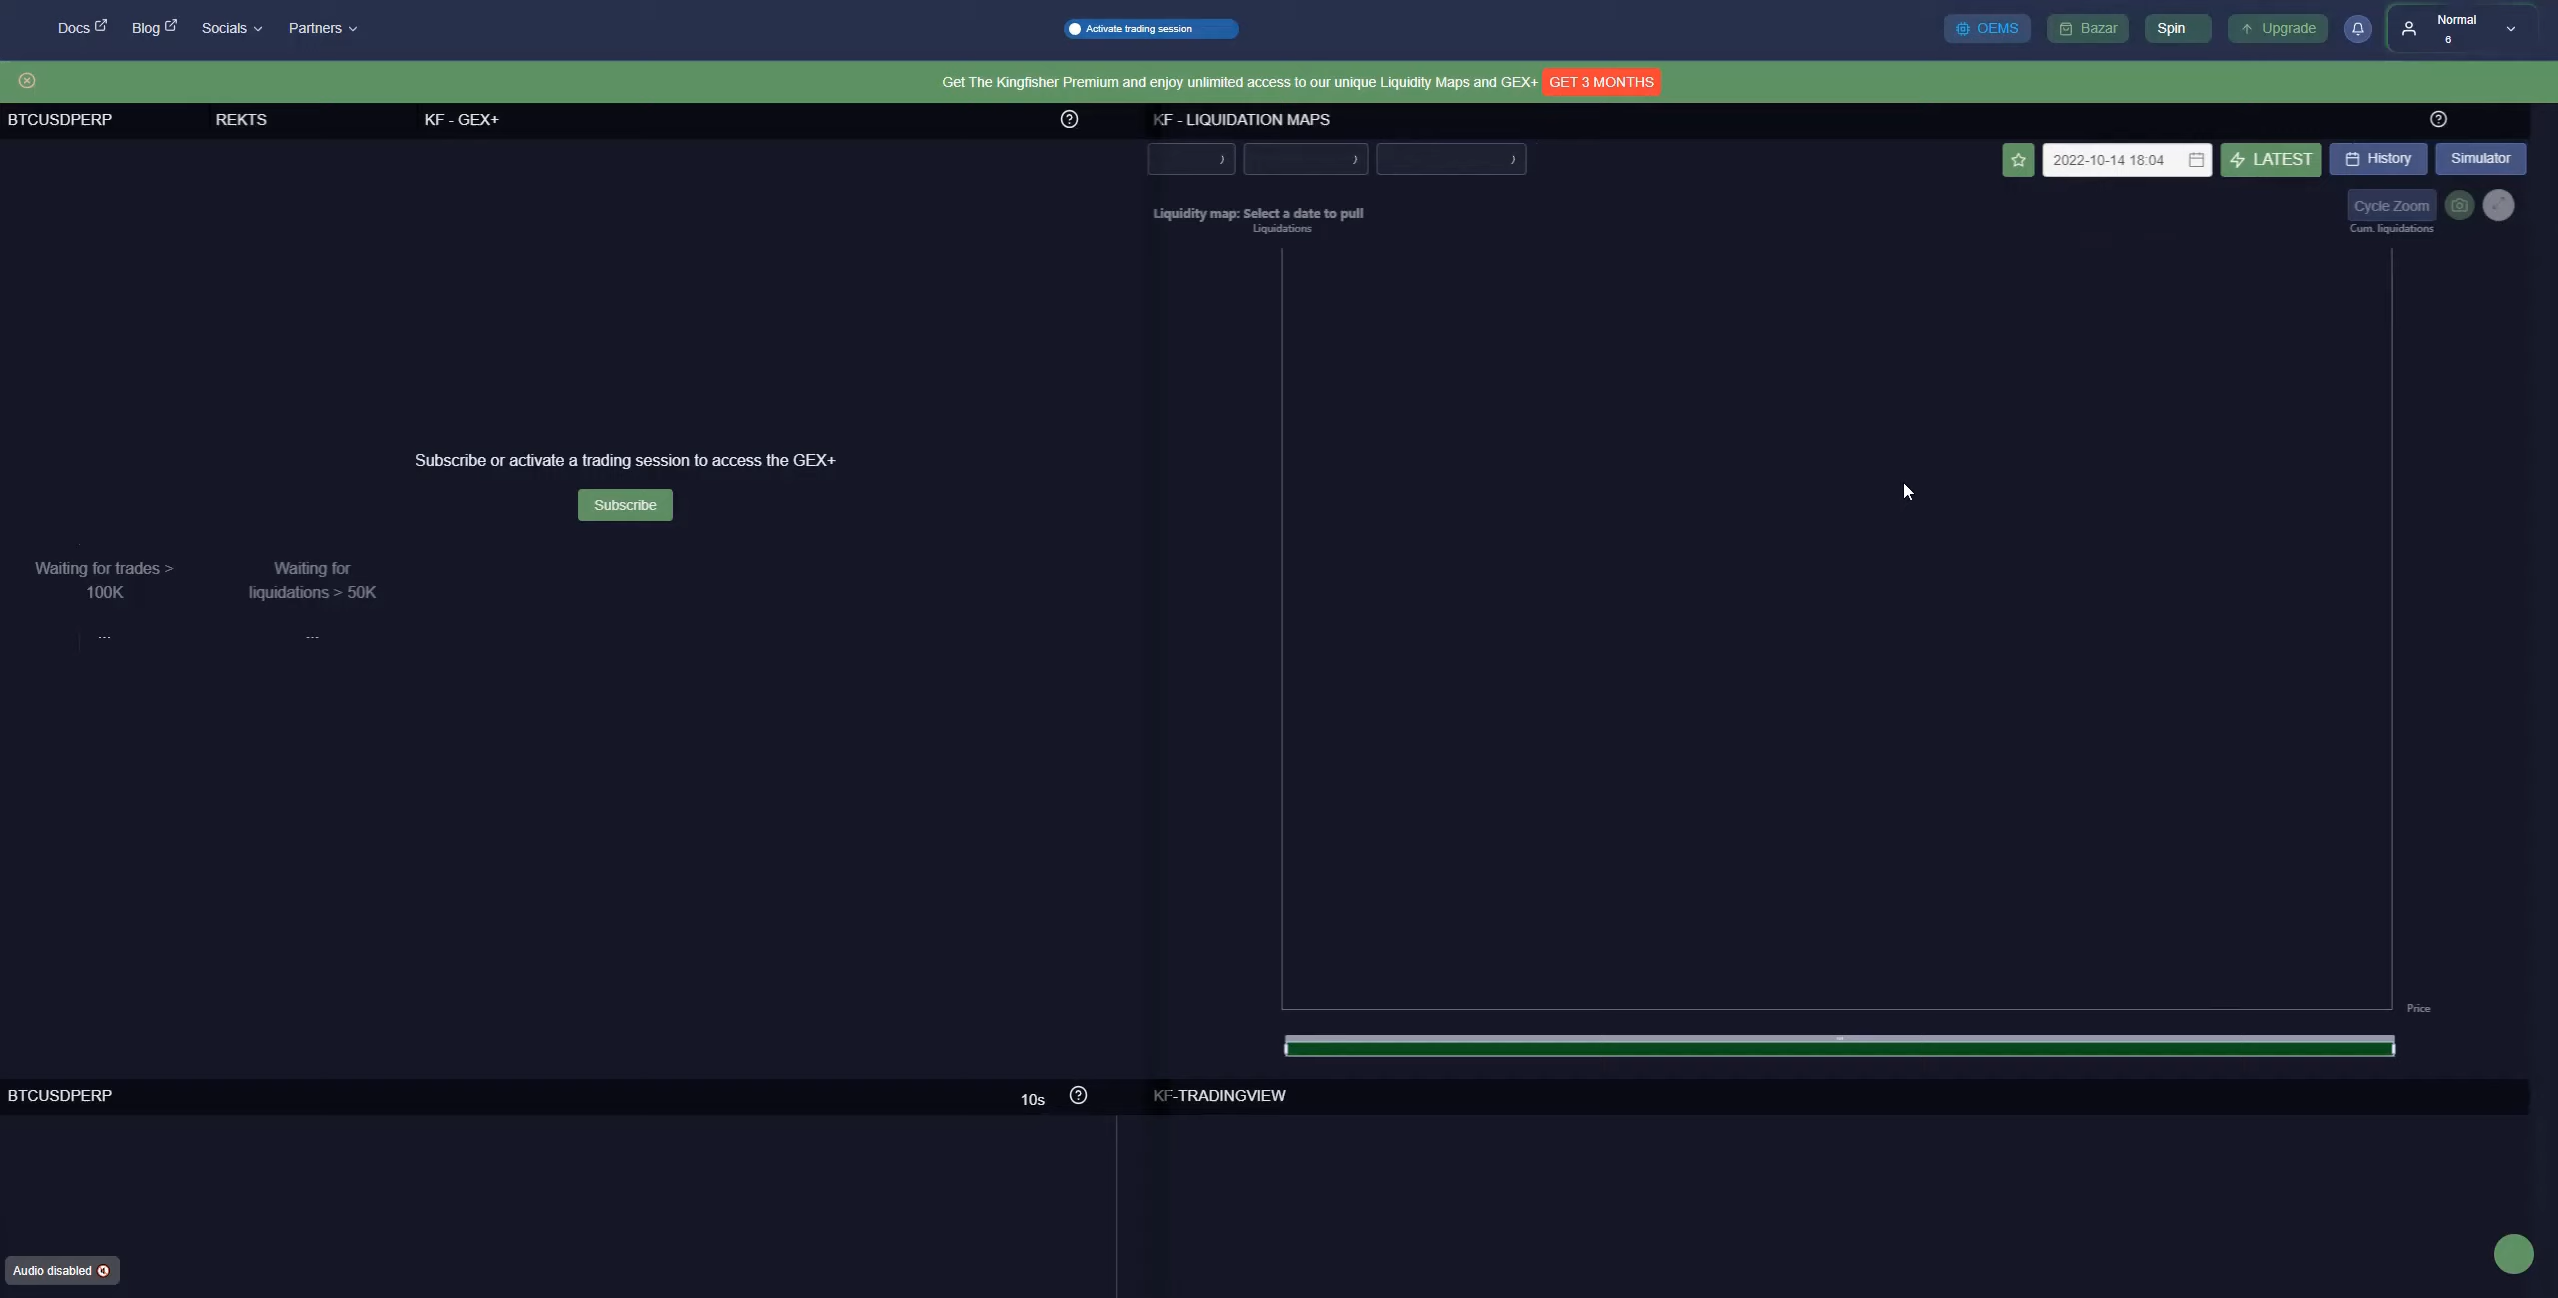 Docs
Blog
Socials
Partners
Activate trading session
OEMS
Bazar
Spin
Upgrade
Normal
6
Get The Kingfisher Premium and enjoy unlimited access to our unique Liquidity Maps and GEX+ GET 3 MONTHS
BTCUSDPERP
REKTS
KF - GEX+
KF - LIQUIDATION MAPS
2022-10-14 18:04
LATEST
History
Simulator
Liquidity map: Select a date to pull
Liquidations
Cycle Zoom
Cum. liquidations
Subscribe or activate a trading session to access the GEX+
Subscribe
Waiting for trades >
100K
...
Waiting for
liquidations > 50K
...
Price
BTCUSDPERP
10s
KF-TRADINGVIEW
Audio disabled